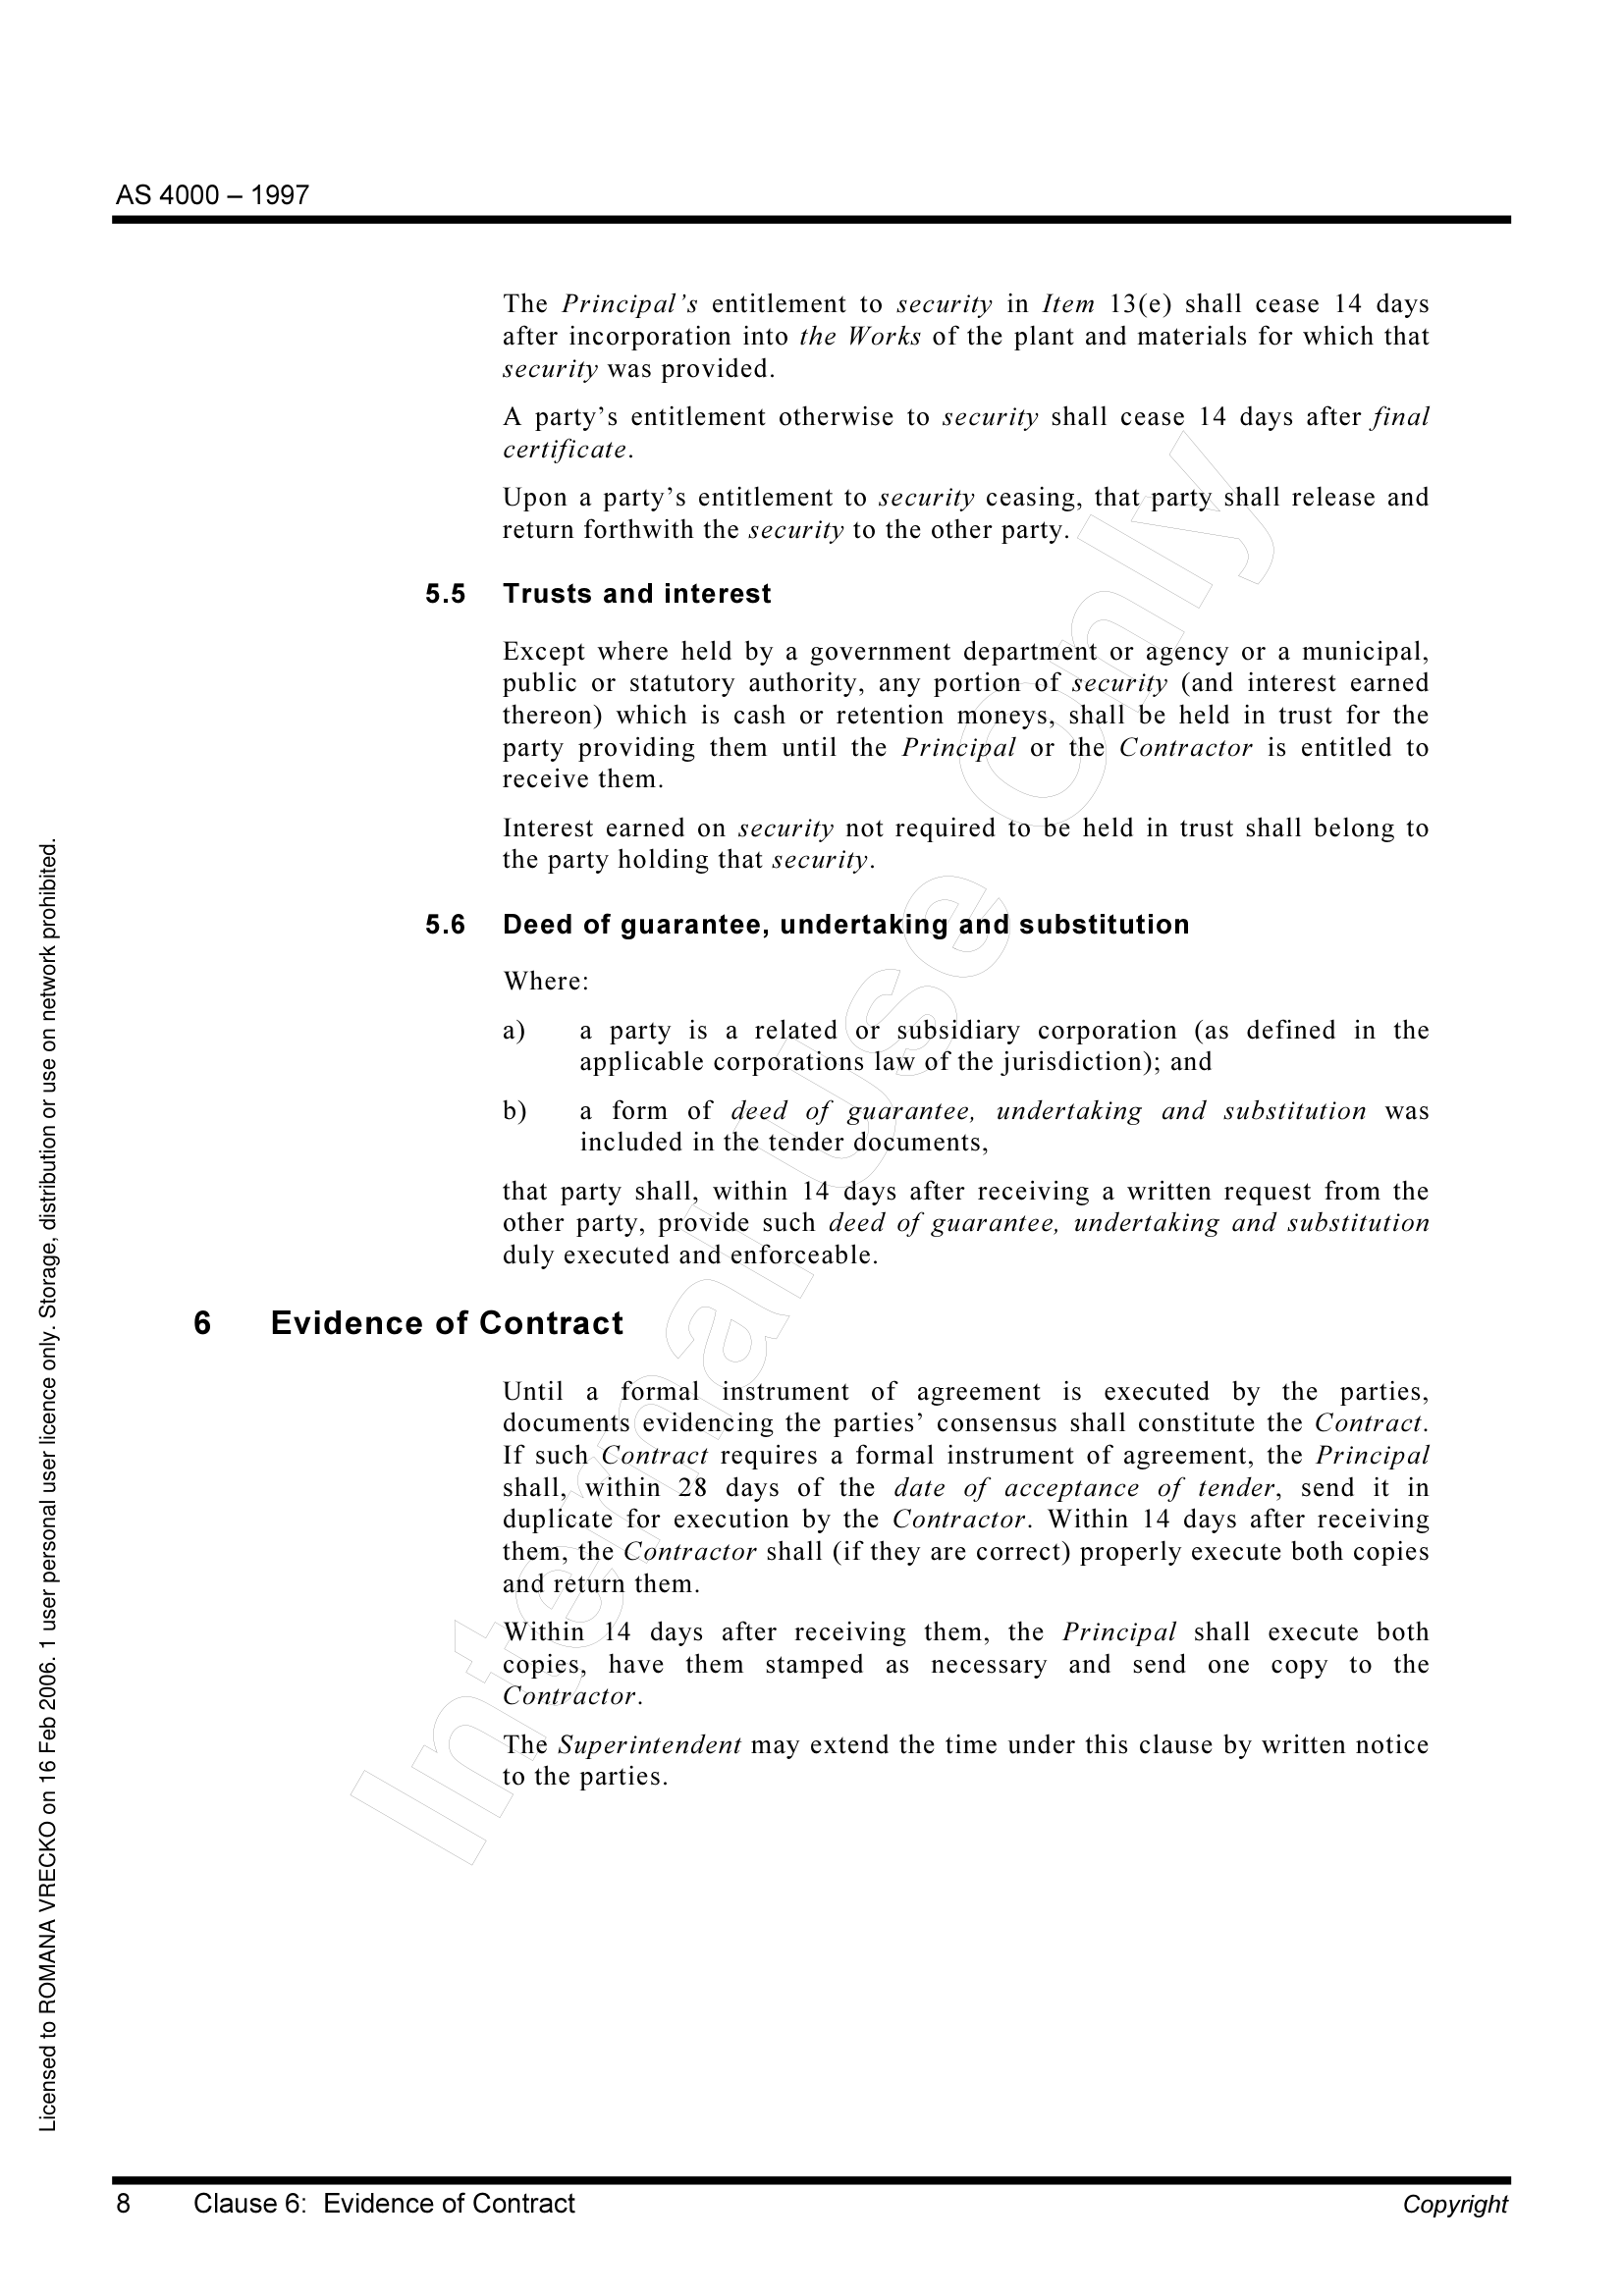 AS 4000 – 1997
The Principal’s entitlement to security in Item 13(e) shall cease 14 days
after incorporation into the Works of the plant and materials for which that
security was provided.
A party’s entitlement otherwise to security shall cease 14 days after final
certificate.
Upon a party’s entitlement to security ceasing, that party shall release and
return forthwith the security to the other party.
5.5 Trusts and interest
Except where held by a government department or agency or a municipal,
public or statutory authority, any portion of security (and interest earned
thereon) which is cash or retention moneys, shall be held in trust for the
party providing them until the Principal or the Contractor is entitled to
receive them.
Interest earned on security not required to be held in trust shall belong to
the party holding that security.
5.6 Deed of guarantee, undertaking and substitution
Where:
a) a party is a related or subsidiary corporation (as defined in the
applicable corporations law of the jurisdiction); and
b) a form of deed of guarantee, undertaking and substitution was
included in the tender documents,
that party shall, within 14 days after receiving a written request from the
other party, provide such deed of guarantee, undertaking and substitution
duly executed and enforceable.
6 Evidence of Contract
Until a formal instrument of agreement is executed by the parties,
documents evidencing the parties’ consensus shall constitute the Contract.
If such Contract requires a formal instrument of agreement, the Principal
shall, within 28 days of the date of acceptance of tender, send it in
duplicate for execution by the Contractor. Within 14 days after receiving
them, the Contractor shall (if they are correct) properly execute both copies
and return them.
Within 14 days after receiving them, the Principal shall execute both
copies, have them stamped as necessary and send one copy to the
Contractor.
The Superintendent may extend the time under this clause by written notice
to the parties.
Internal Use Only
Licensed to ROMANA VRECKO on 16 Feb 2006. 1 user personal user licence only. Storage, distribution or use on network prohibited.
8 Clause 6: Evidence of Contract Copyright